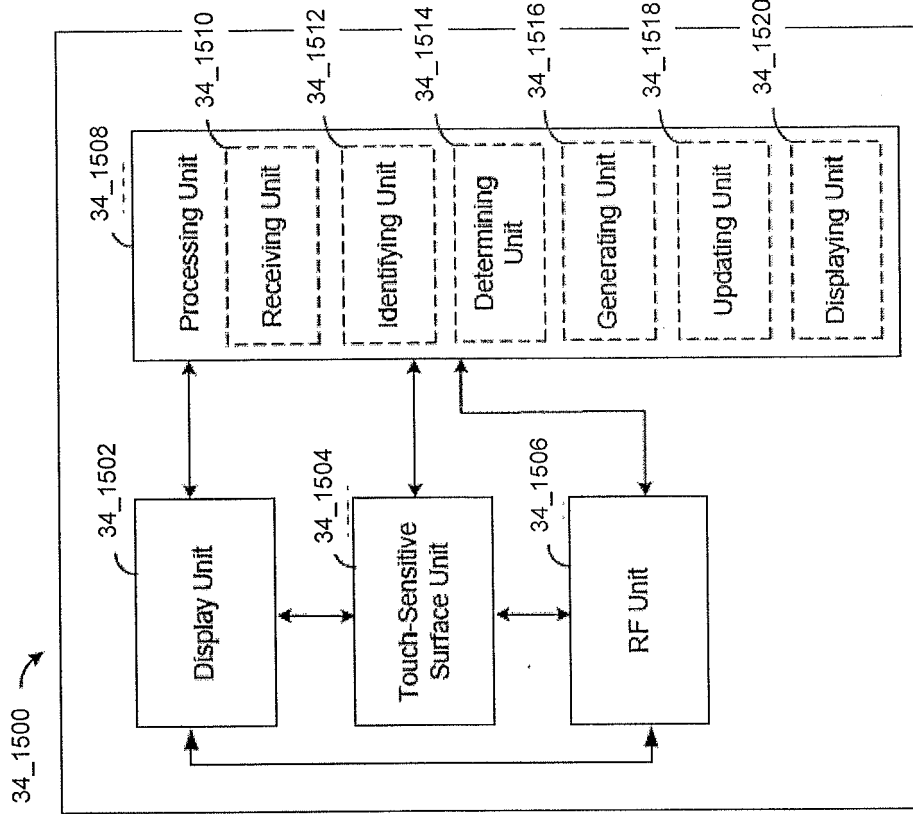 34_1500
34_1502
Display Unit
34_1504
Touch-Sensitive
Surface Unit
34_1506
RF Unit
34_1508
Processing Unit
34_1510
Receiving Unit
34_1512
Identifying Unit
34_1514
Determining
Unit
34_1516
Generating Unit
34_1518
Updating Unit
34_1520
Displaying Unit